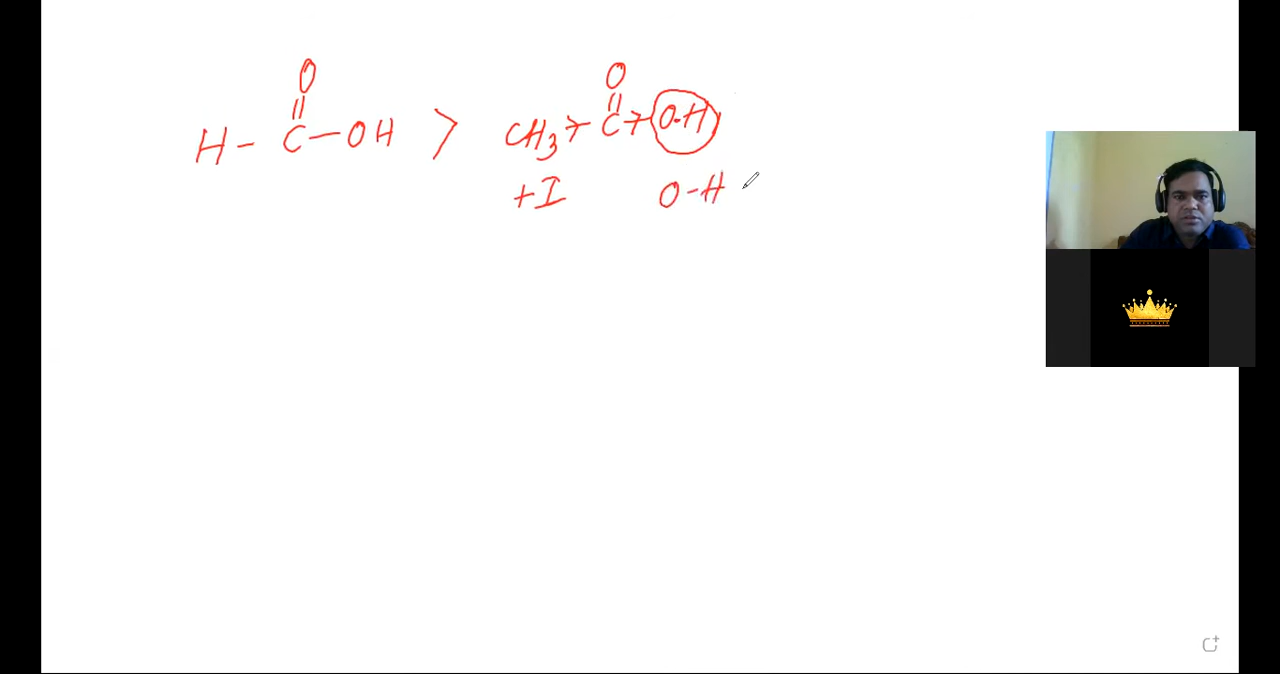 O O
||  ||
H - C - OH > CH3 > C > O-H
+I O-H